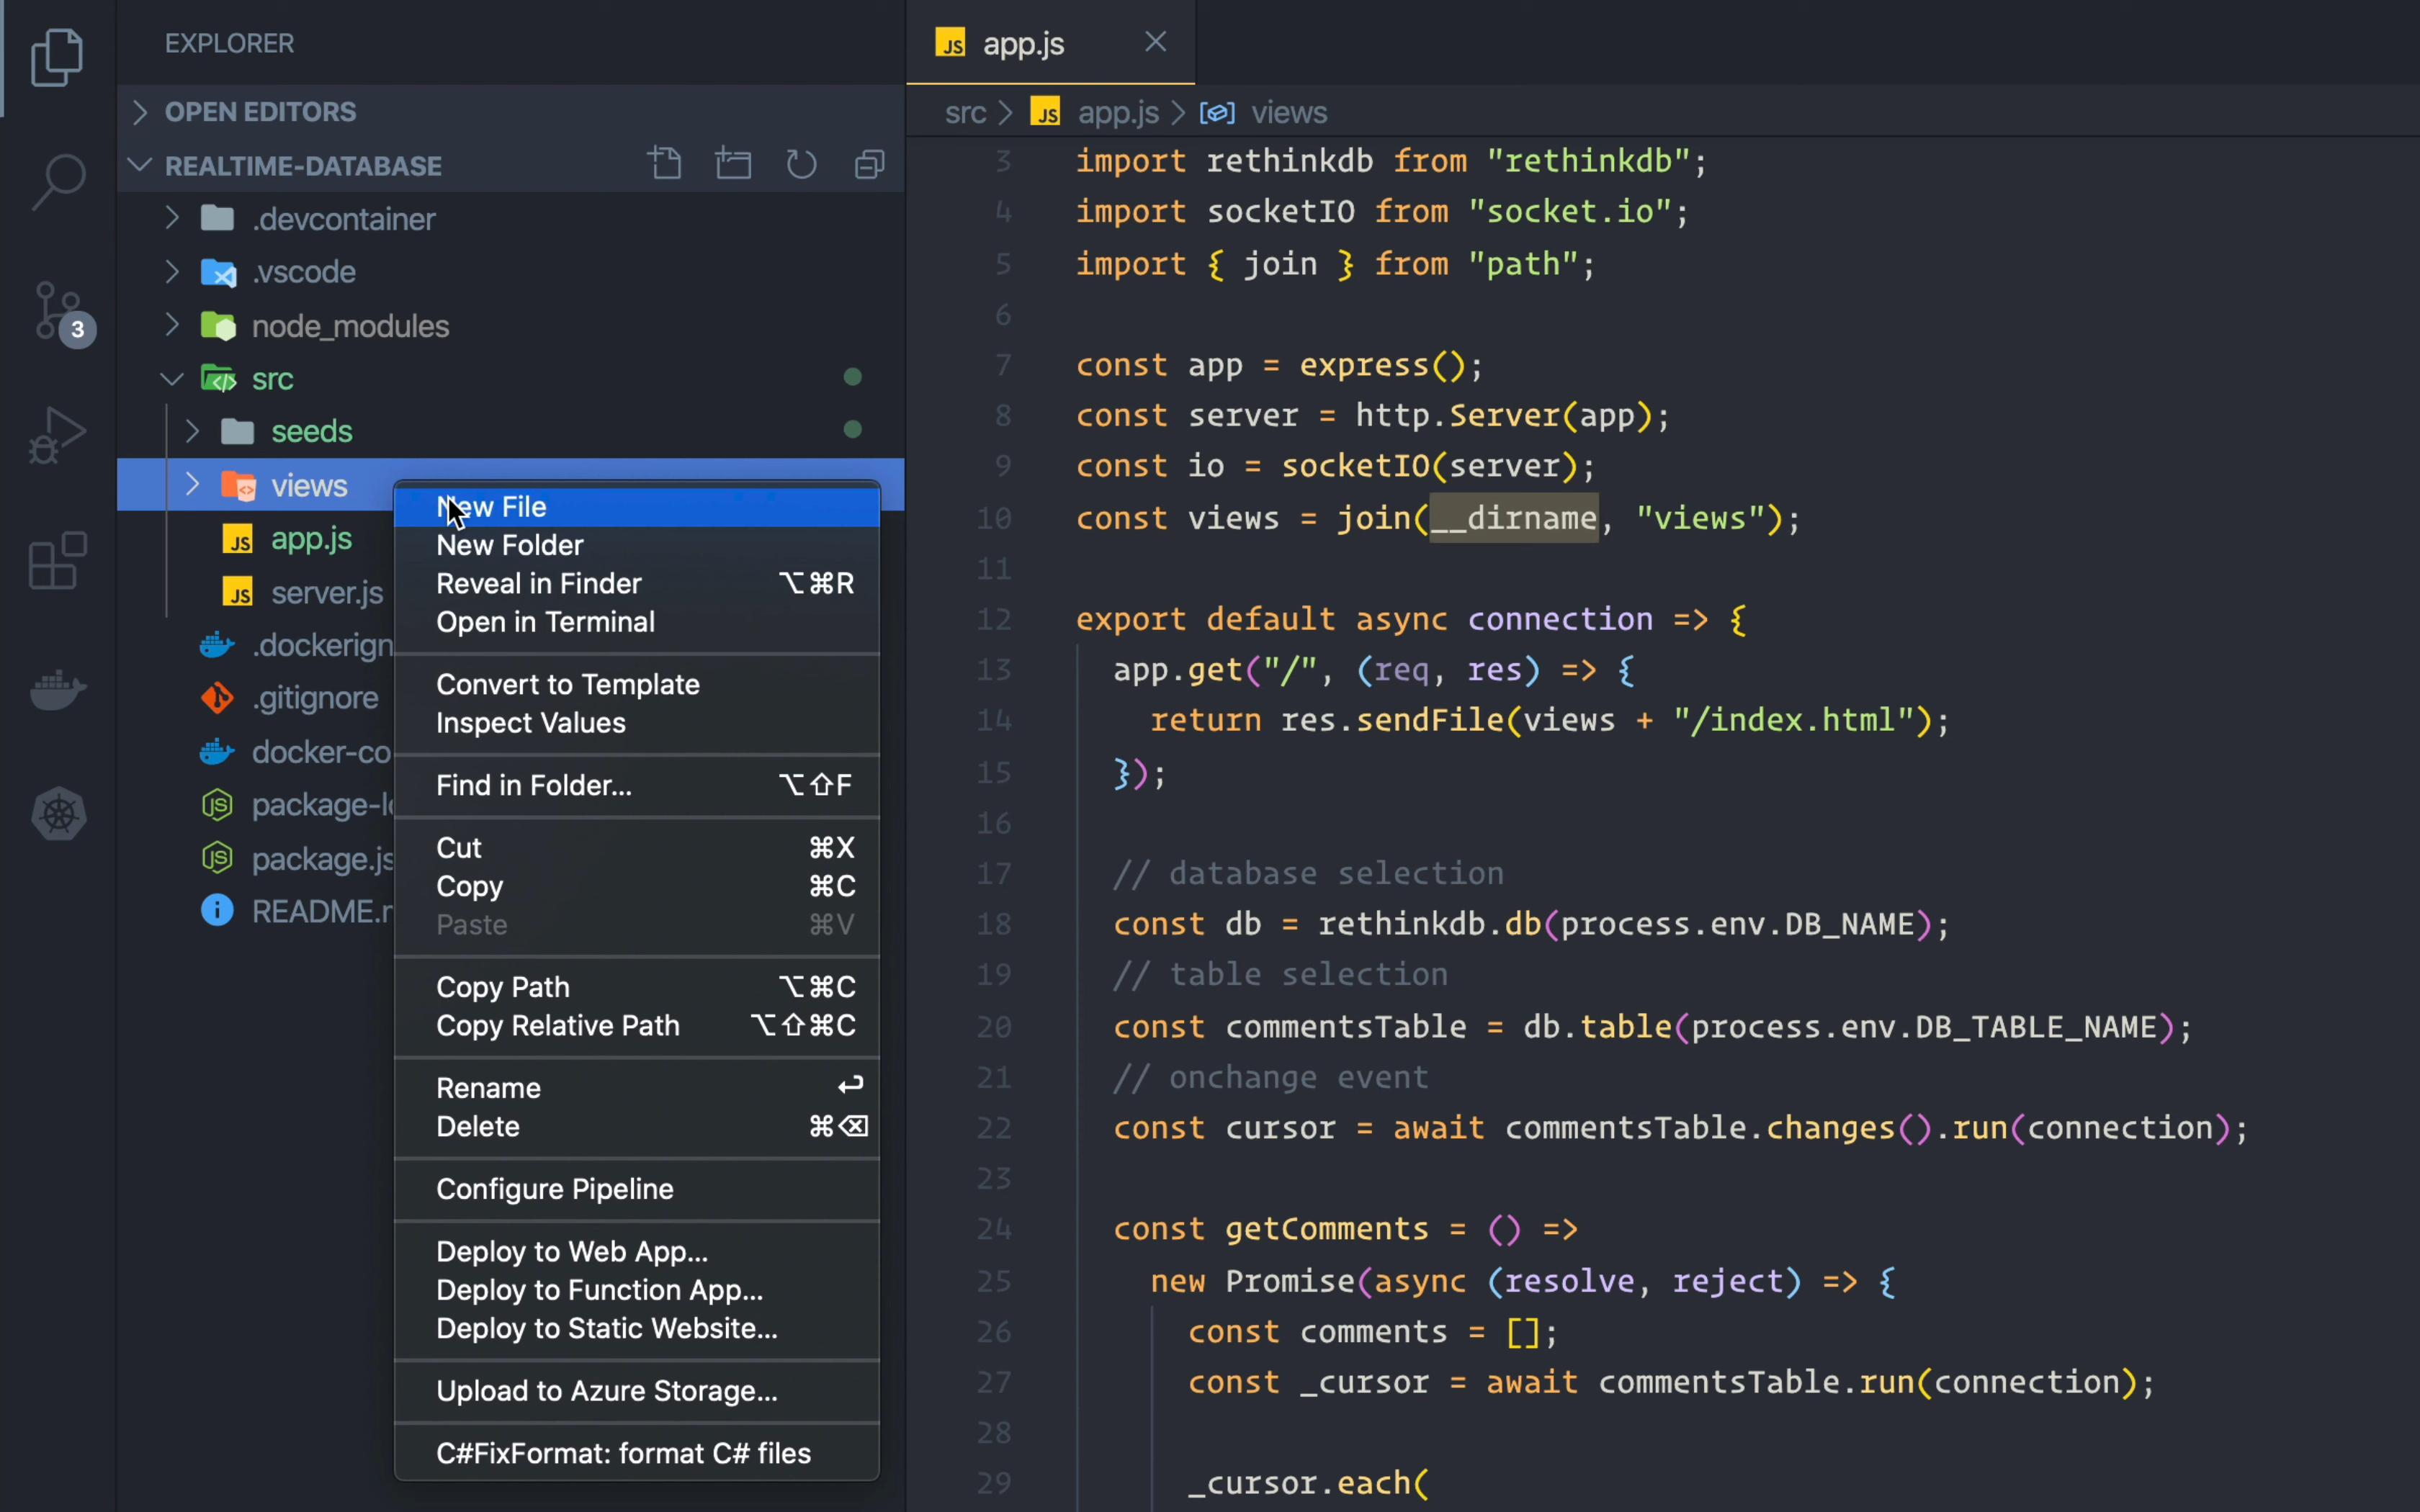 EXPLORER
OPEN EDITORS
REALTIME-DATABASE
.devcontainer
.vscode
node_modules
src
seeds
views
app.js
server.js
.dockerign
.gitignore
docker-co
package-lo
package.js
README.m
3
New File
New Folder
Reveal in Finder ⌥⌘R
Open in Terminal
Convert to Template
Inspect Values
Find in Folder... ⌥⇧F
Cut ⌘X
Copy ⌘C
Paste ⌘V
Copy Path ⌥⌘C
Copy Relative Path ⌥⇧⌘C
Rename ↩
Delete ⌘⌫
Configure Pipeline
Deploy to Web App...
Deploy to Function App...
Deploy to Static Website...
Upload to Azure Storage...
C#FixFormat: format C# files
JS app.js ×
src > JS app.js > views
3 import rethinkdb from "rethinkdb";
4 import socketIO from "socket.io";
5 import { join } from "path";
6
7 const app = express();
8 const server = http.Server(app);
9 const io = socketIO(server);
10 const views = join(__dirname, "views");
11
12 export default async connection => {
13 app.get("/", (req, res) => {
14 return res.sendFile(views + "/index.html");
15 });
16
17 // database selection
18 const db = rethinkdb.db(process.env.DB_NAME);
19 // table selection
20 const commentsTable = db.table(process.env.DB_TABLE_NAME);
21 // onchange event
22 const cursor = await commentsTable.changes().run(connection);
23
24 const getComments = () =>
25 new Promise(async (resolve, reject) => {
26 const comments = [];
27 const _cursor = await commentsTable.run(connection);
28
29 _cursor.each(